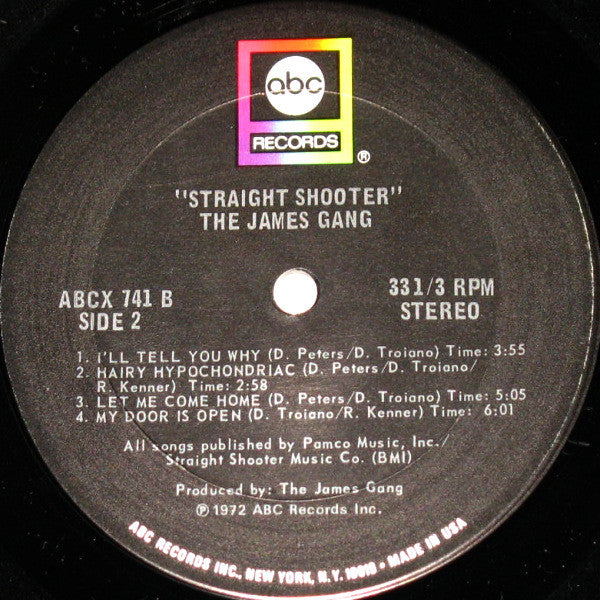 abc
RECORDS
®
"STRAIGHT SHOOTER"
THE JAMES GANG
ABCX 741 B
SIDE 2
33 1/3 RPM
STEREO
1. I'LL TELL YOU WHY (D. Peters/D. Troiano) Time: 3:55
2. HAIRY HYPOCHONDRIAC (D. Peters/D. Troiano/
R. Kenner) Time: 2:58
3. LET ME COME HOME (D. Peters/D. Troiano) Time: 5:05
4. MY DOOR IS OPEN (D. Troiano/R. Kenner) Time: 6:01
All songs published by Pamco Music, Inc./
Straight Shooter Music Co. (BMI)
Produced by: The James Gang
℗ 1972 ABC Records Inc.
ABC RECORDS INC., NEW YORK, N.Y. 10019 • MADE IN USA